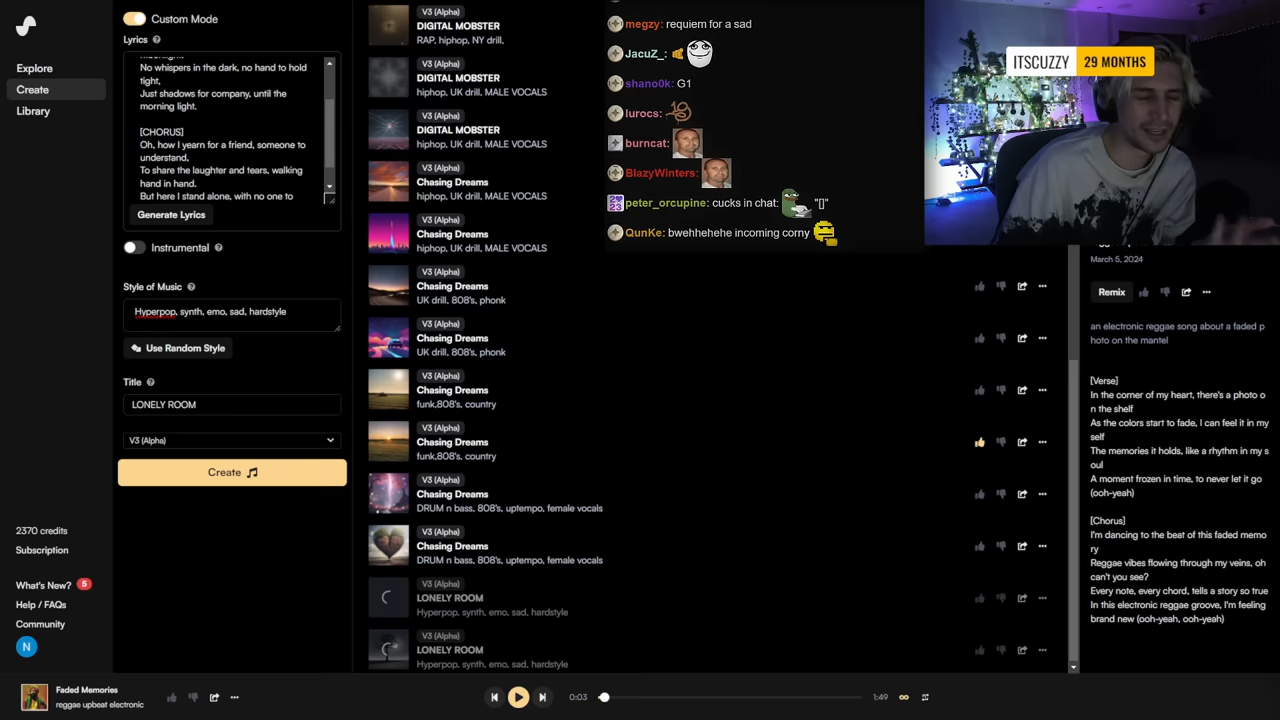 Explore
Create
Library
2370 credits
Subscription
What's New? 5
Help / FAQs
Community
N
Custom Mode
Lyrics
No whispers in the dark, no hand to hold
tight,
Just shadows for company, until the
morning light.
[CHORUS]
Oh, how I yearn for a friend, someone to
understand,
To share the laughter and tears, walking
hand in hand.
But here I stand alone, with no one to
Generate Lyrics
Instrumental
Style of Music
Hyperpop, synth, emo, sad, hardstyle
Use Random Style
Title
LONELY ROOM
V3 (Alpha)
Create
V3 (Alpha)
DIGITAL MOBSTER
RAP, hiphop, NY drill,
V3 (Alpha)
DIGITAL MOBSTER
hiphop, UK drill, MALE VOCALS
V3 (Alpha)
DIGITAL MOBSTER
hiphop, UK drill, MALE VOCALS
V3 (Alpha)
Chasing Dreams
hiphop, UK drill, MALE VOCALS
V3 (Alpha)
Chasing Dreams
hiphop, UK drill, MALE VOCALS
V3 (Alpha)
Chasing Dreams
UK drill, 808's, phonk
V3 (Alpha)
Chasing Dreams
UK drill, 808's, phonk
V3 (Alpha)
Chasing Dreams
funk,808's, country
V3 (Alpha)
Chasing Dreams
funk,808's, country
V3 (Alpha)
Chasing Dreams
DRUM n bass, 808's, uptempo, female vocals
V3 (Alpha)
Chasing Dreams
DRUM n bass, 808's, uptempo, female vocals
V3 (Alpha)
LONELY ROOM
Hyperpop, synth, emo, sad, hardstyle
V3 (Alpha)
LONELY ROOM
Hyperpop, synth, emo, sad, hardstyle
megzy: requiem for a sad
JacuZ_:
shano0k: G1
lurocs:
burncat:
BlazyWinters:
peter_orcupine: cucks in chat: "[]"
QunKe: bwehhehehe incoming corny
ITSCUZZY 29 MONTHS
March 5, 2024
Remix
an electronic reggae song about a faded p
hoto on the mantel
[Verse]
In the corner of my heart, there's a photo o
n the shelf
As the colors start to fade, I can feel it in my
self
The memories it holds, like a rhythm in my s
oul
A moment frozen in time, to never let it go
(ooh-yeah)
[Chorus]
I'm dancing to the beat of this faded memo
ry
Reggae vibes flowing through my veins, oh
can't you see?
Every note, every chord, tells a story so true
In this electronic reggae groove, I'm feeling
brand new (ooh-yeah, ooh-yeah)
Faded Memories
reggae upbeat electronic
0:03
1:49